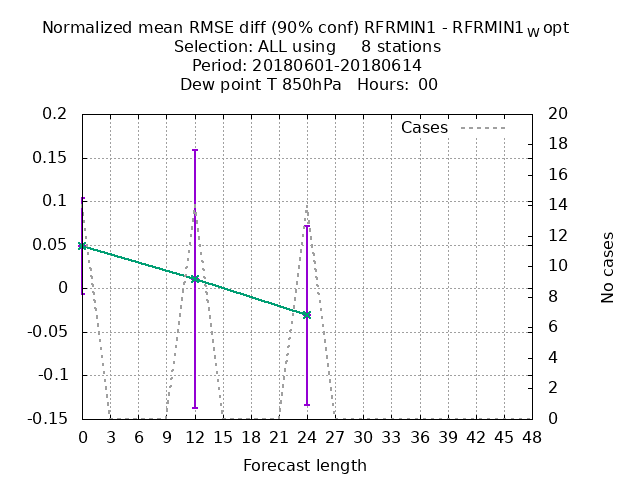 Normalized mean RMSE diff (90% conf) RFRMIN1 - RFRMIN1w opt
Selection: ALL using 8 stations
Period: 20180601-20180614
Dew point T 850hPa Hours: 00
Cases
0.2
0.15
0.1
0.05
0
-0.05
-0.1
-0.15
20
18
16
14
12
10
8
6
4
2
0
No cases
0 3 6 9 12 15 18 21 24 27 30 33 36 39 42 45 48
Forecast length